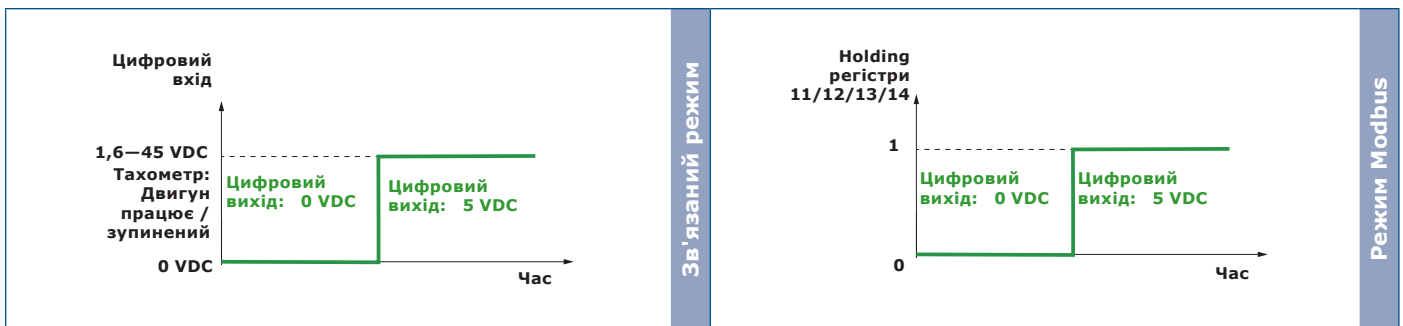 Цифровий
вхід
1,6—45 VDC
Тахометр:
Двигун
працює /
зупинений
0 VDC
Цифровий
вихід: 0 VDC
Цифровий
вихід: 5 VDC
Час
Зв'язаний режим
Holding
регістри
11/12/13/14
1
0
Цифровий
вихід: 0 VDC
Цифровий
вихід: 5 VDC
Час
Режим Modbus